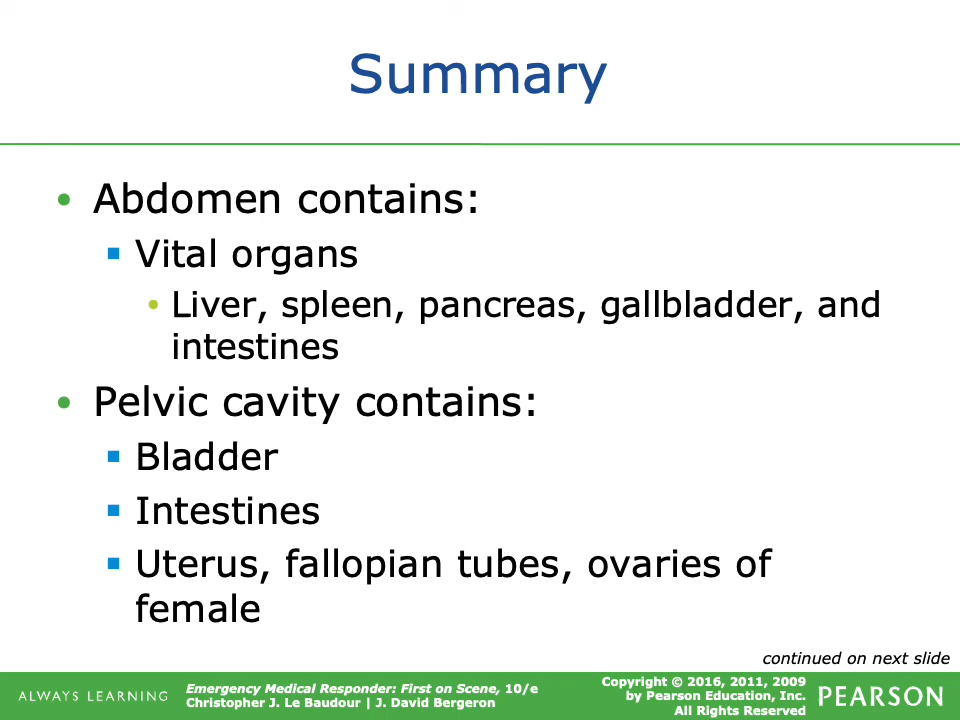 Summary
• Abdomen contains:
▪ Vital organs
• Liver, spleen, pancreas, gallbladder, and
intestines
• Pelvic cavity contains:
▪ Bladder
▪ Intestines
▪ Uterus, fallopian tubes, ovaries of
female
continued on next slide
ALWAYS LEARNING
Emergency Medical Responder: First on Scene, 10/e
Christopher J. Le Baudour | J. David Bergeron
Copyright © 2016, 2011, 2009
by Pearson Education, Inc.
All Rights Reserved
PEARSON